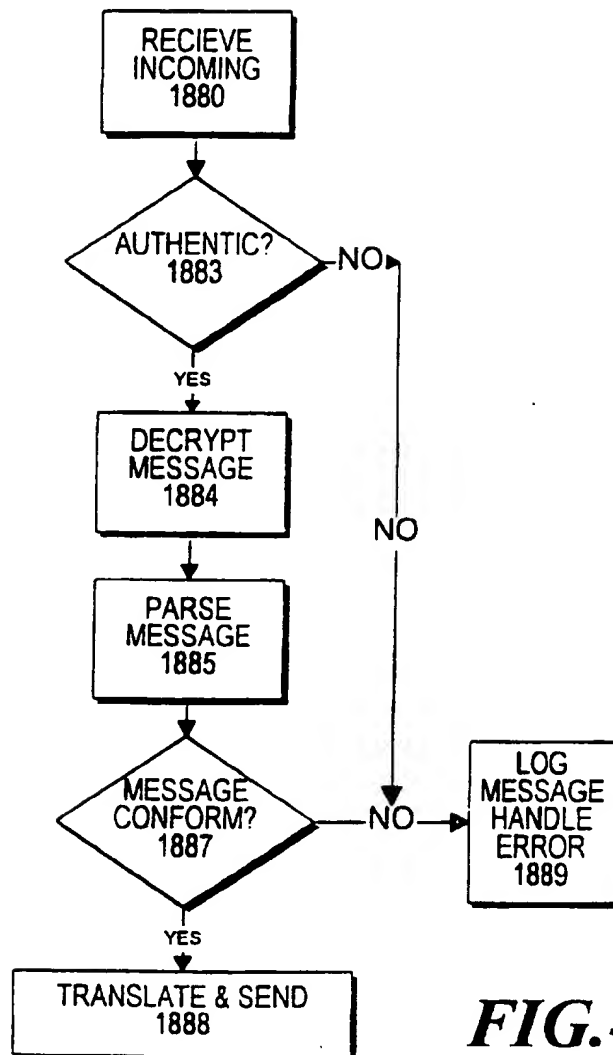 RECIEVE
INCOMING
1880
AUTHENTIC?
1883
NO
YES
DECRYPT
MESSAGE
1884
NO
PARSE
MESSAGE
1885
MESSAGE
CONFORM?
1887
NO
LOG
MESSAGE
HANDLE
ERROR
1889
YES
TRANSLATE & SEND
1888
FIG.